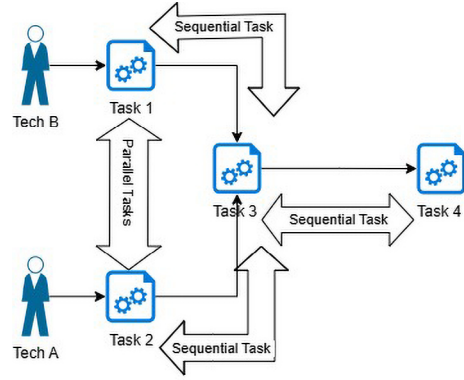 Sequential Task
Tech B
Task 1
Parallel Tasks
Task 3
Sequential Task
Task 4
Tech A
Task 2
Sequential Task